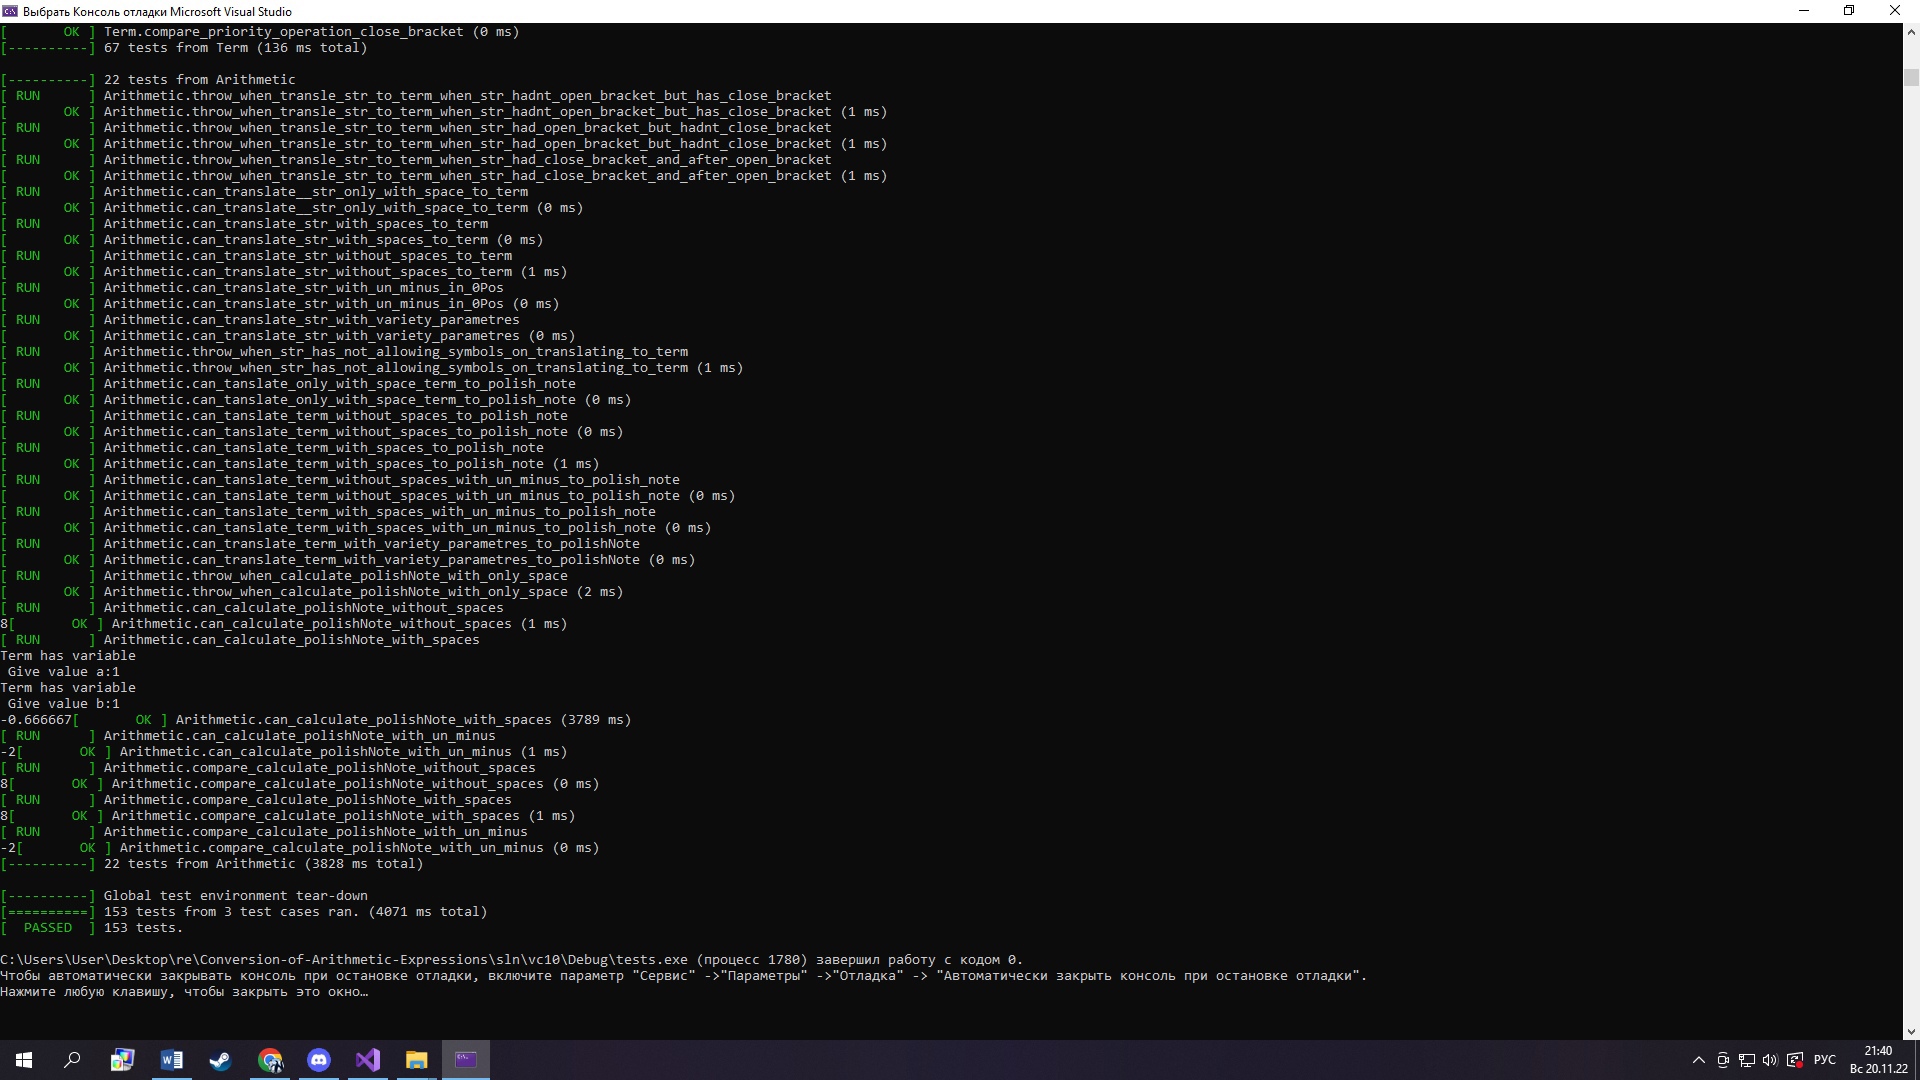 Выбрать Консоль отладки Microsoft Visual Studio
[       OK ] Term.compare_priority_operation_close_bracket (0 ms)
[----------] 67 tests from Term (136 ms total)
[----------] 22 tests from Arithmetic
[ RUN      ] Arithmetic.throw_when_transle_str_to_term_when_str_hadnt_open_bracket_but_has_close_bracket
[       OK ] Arithmetic.throw_when_transle_str_to_term_when_str_hadnt_open_bracket_but_has_close_bracket (1 ms)
[ RUN      ] Arithmetic.throw_when_transle_str_to_term_when_str_had_open_bracket_but_hadnt_close_bracket
[       OK ] Arithmetic.throw_when_transle_str_to_term_when_str_had_open_bracket_but_hadnt_close_bracket (1 ms)
[ RUN      ] Arithmetic.throw_when_transle_str_to_term_when_str_had_close_bracket_and_after_open_bracket
[       OK ] Arithmetic.throw_when_transle_str_to_term_when_str_had_close_bracket_and_after_open_bracket (1 ms)
[ RUN      ] Arithmetic.can_translate__str_only_with_space_to_term
[       OK ] Arithmetic.can_translate__str_only_with_space_to_term (0 ms)
[ RUN      ] Arithmetic.can_translate_str_with_spaces_to_term
[       OK ] Arithmetic.can_translate_str_with_spaces_to_term (0 ms)
[ RUN      ] Arithmetic.can_translate_str_without_spaces_to_term
[       OK ] Arithmetic.can_translate_str_without_spaces_to_term (1 ms)
[ RUN      ] Arithmetic.can_translate_str_with_un_minus_in_0Pos
[       OK ] Arithmetic.can_translate_str_with_un_minus_in_0Pos (0 ms)
[ RUN      ] Arithmetic.can_translate_str_with_variety_parametres
[       OK ] Arithmetic.can_translate_str_with_variety_parametres (0 ms)
[ RUN      ] Arithmetic.throw_when_str_has_not_allowing_symbols_on_translating_to_term
[       OK ] Arithmetic.throw_when_str_has_not_allowing_symbols_on_translating_to_term (1 ms)
[ RUN      ] Arithmetic.can_tanslate_only_with_space_term_to_polish_note
[       OK ] Arithmetic.can_tanslate_only_with_space_term_to_polish_note (0 ms)
[ RUN      ] Arithmetic.can_tanslate_term_without_spaces_to_polish_note
[       OK ] Arithmetic.can_tanslate_term_without_spaces_to_polish_note (0 ms)
[ RUN      ] Arithmetic.can_tanslate_term_with_spaces_to_polish_note
[       OK ] Arithmetic.can_tanslate_term_with_spaces_to_polish_note (1 ms)
[ RUN      ] Arithmetic.can_tanslate_term_without_spaces_with_un_minus_to_polish_note
[       OK ] Arithmetic.can_tanslate_term_without_spaces_with_un_minus_to_polish_note (0 ms)
[ RUN      ] Arithmetic.can_tanslate_term_with_spaces_with_un_minus_to_polish_note
[       OK ] Arithmetic.can_tanslate_term_with_spaces_with_un_minus_to_polish_note (0 ms)
[ RUN      ] Arithmetic.can_translate_term_with_variety_parametres_to_polishNote
[       OK ] Arithmetic.can_translate_term_with_variety_parametres_to_polishNote (0 ms)
[ RUN      ] Arithmetic.throw_when_calculate_polishNote_with_only_space
[       OK ] Arithmetic.throw_when_calculate_polishNote_with_only_space (2 ms)
[ RUN      ] Arithmetic.can_calculate_polishNote_without_spaces
8[       OK ] Arithmetic.can_calculate_polishNote_without_spaces (1 ms)
[ RUN      ] Arithmetic.can_calculate_polishNote_with_spaces
Term has variable
 Give value a:1
Term has variable
 Give value b:1
-0.666667[       OK ] Arithmetic.can_calculate_polishNote_with_spaces (3789 ms)
[ RUN      ] Arithmetic.can_calculate_polishNote_with_un_minus
-2[       OK ] Arithmetic.can_calculate_polishNote_with_un_minus (1 ms)
[ RUN      ] Arithmetic.compare_calculate_polishNote_without_spaces
8[       OK ] Arithmetic.compare_calculate_polishNote_without_spaces (0 ms)
[ RUN      ] Arithmetic.compare_calculate_polishNote_with_spaces
8[       OK ] Arithmetic.compare_calculate_polishNote_with_spaces (1 ms)
[ RUN      ] Arithmetic.compare_calculate_polishNote_with_un_minus
-2[       OK ] Arithmetic.compare_calculate_polishNote_with_un_minus (0 ms)
[----------] 22 tests from Arithmetic (3828 ms total)
[----------] Global test environment tear-down
[==========] 153 tests from 3 test cases ran. (4071 ms total)
[  PASSED  ] 153 tests.
C:\Users\User\Desktop\re\Conversion-of-Arithmetic-Expressions\sln\vc10\Debug\tests.exe (процесс 1780) завершил работу с кодом 0.
Чтобы автоматически закрывать консоль при остановке отладки, включите параметр "Сервис" ->"Параметры" ->"Отладка" -> "Автоматически закрыть консоль при остановке отладки".
Нажмите любую клавишу, чтобы закрыть это окно…
РУС
21:40
Вс 20.11.22